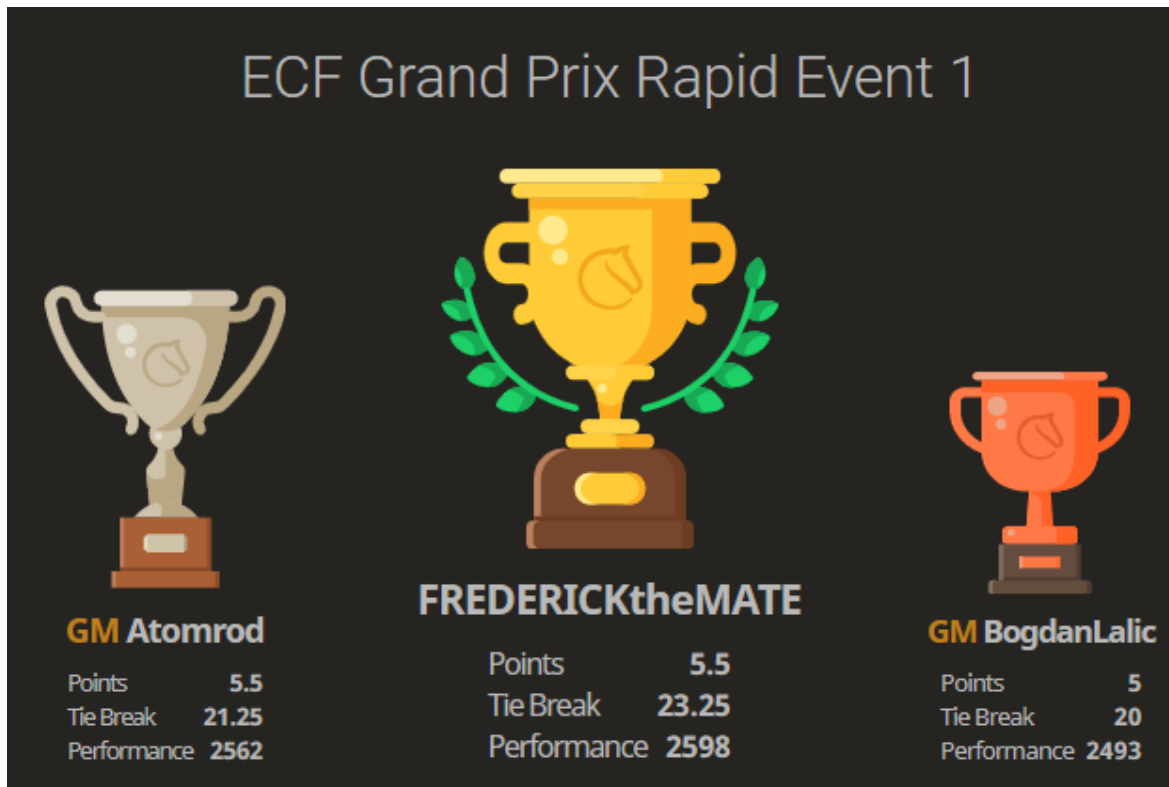 ECF Grand Prix Rapid Event 1
FREDERICKtheMATE
Points 5.5
Tie Break 23.25
Performance 2598
GM Atomrod
Points 5.5
Tie Break 21.25
Performance 2562
GM BogdanLalic
Points 5
Tie Break 20
Performance 2493